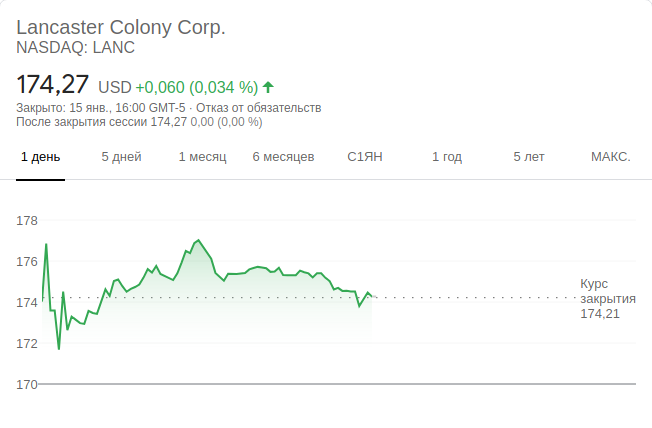 Lancaster Colony Corp.
NASDAQ: LANC
174,27 USD +0,060 (0,034 %)
Закрыто: 15 янв., 16:00 GMT-5 · Отказ от обязательств
После закрытия сессии 174,27 0,00 (0,00 %)
1 день 5 дней 1 месяц 6 месяцев С1ЯН 1 год 5 лет МАКС.
178
176
174
172
170
Курс
закрытия
174,21